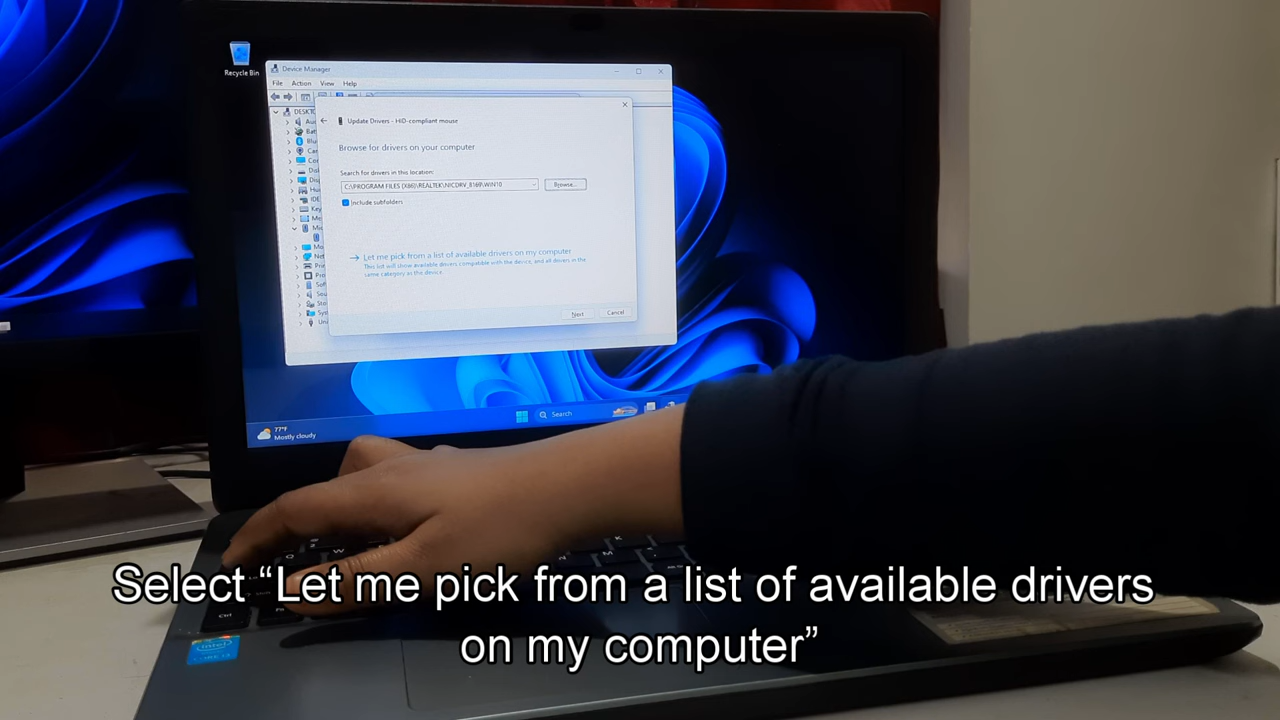 Recycle Bin
Device Manager
File Action View Help
Update Drivers - HID-compliant mouse
Browse for drivers on your computer
Search for drivers in this location:
C:\PROGRAM FILES (X86)\REALTEK\NICDRV_8169\WIN10
Browse...
Include subfolders
Let me pick from a list of available drivers on my computer
This list will show available drivers compatible with the device, and all drivers in the
same category as the device.
Next Cancel
Search
77°F
Mostly cloudy
Select “Let me pick from a list of available drivers
on my computer”
Ctrl
intel